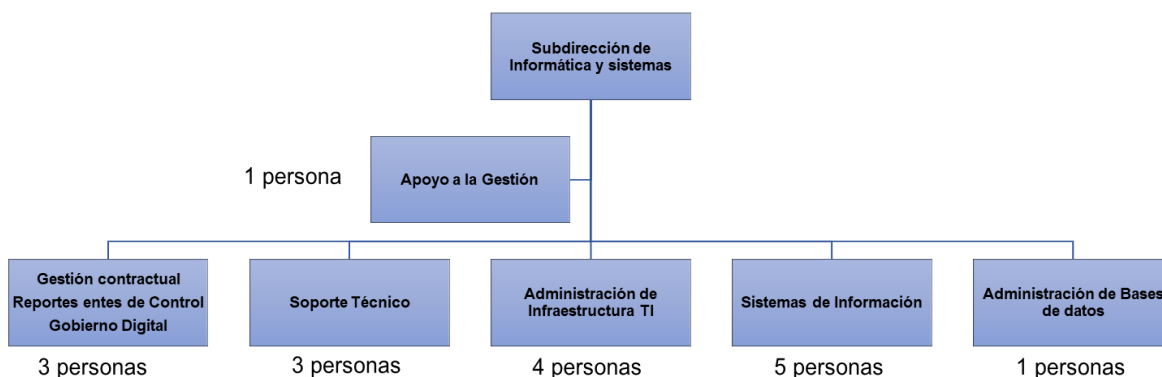 Subdirección de
Informática y sistemas
1 persona
Apoyo a la Gestión
Gestión contractual
Reportes entes de Control
Gobierno Digital
Soporte Técnico
Administración de
Infraestructura TI
Sistemas de Información
Administración de Bases
de datos
3 personas
3 personas
4 personas
5 personas
1 personas